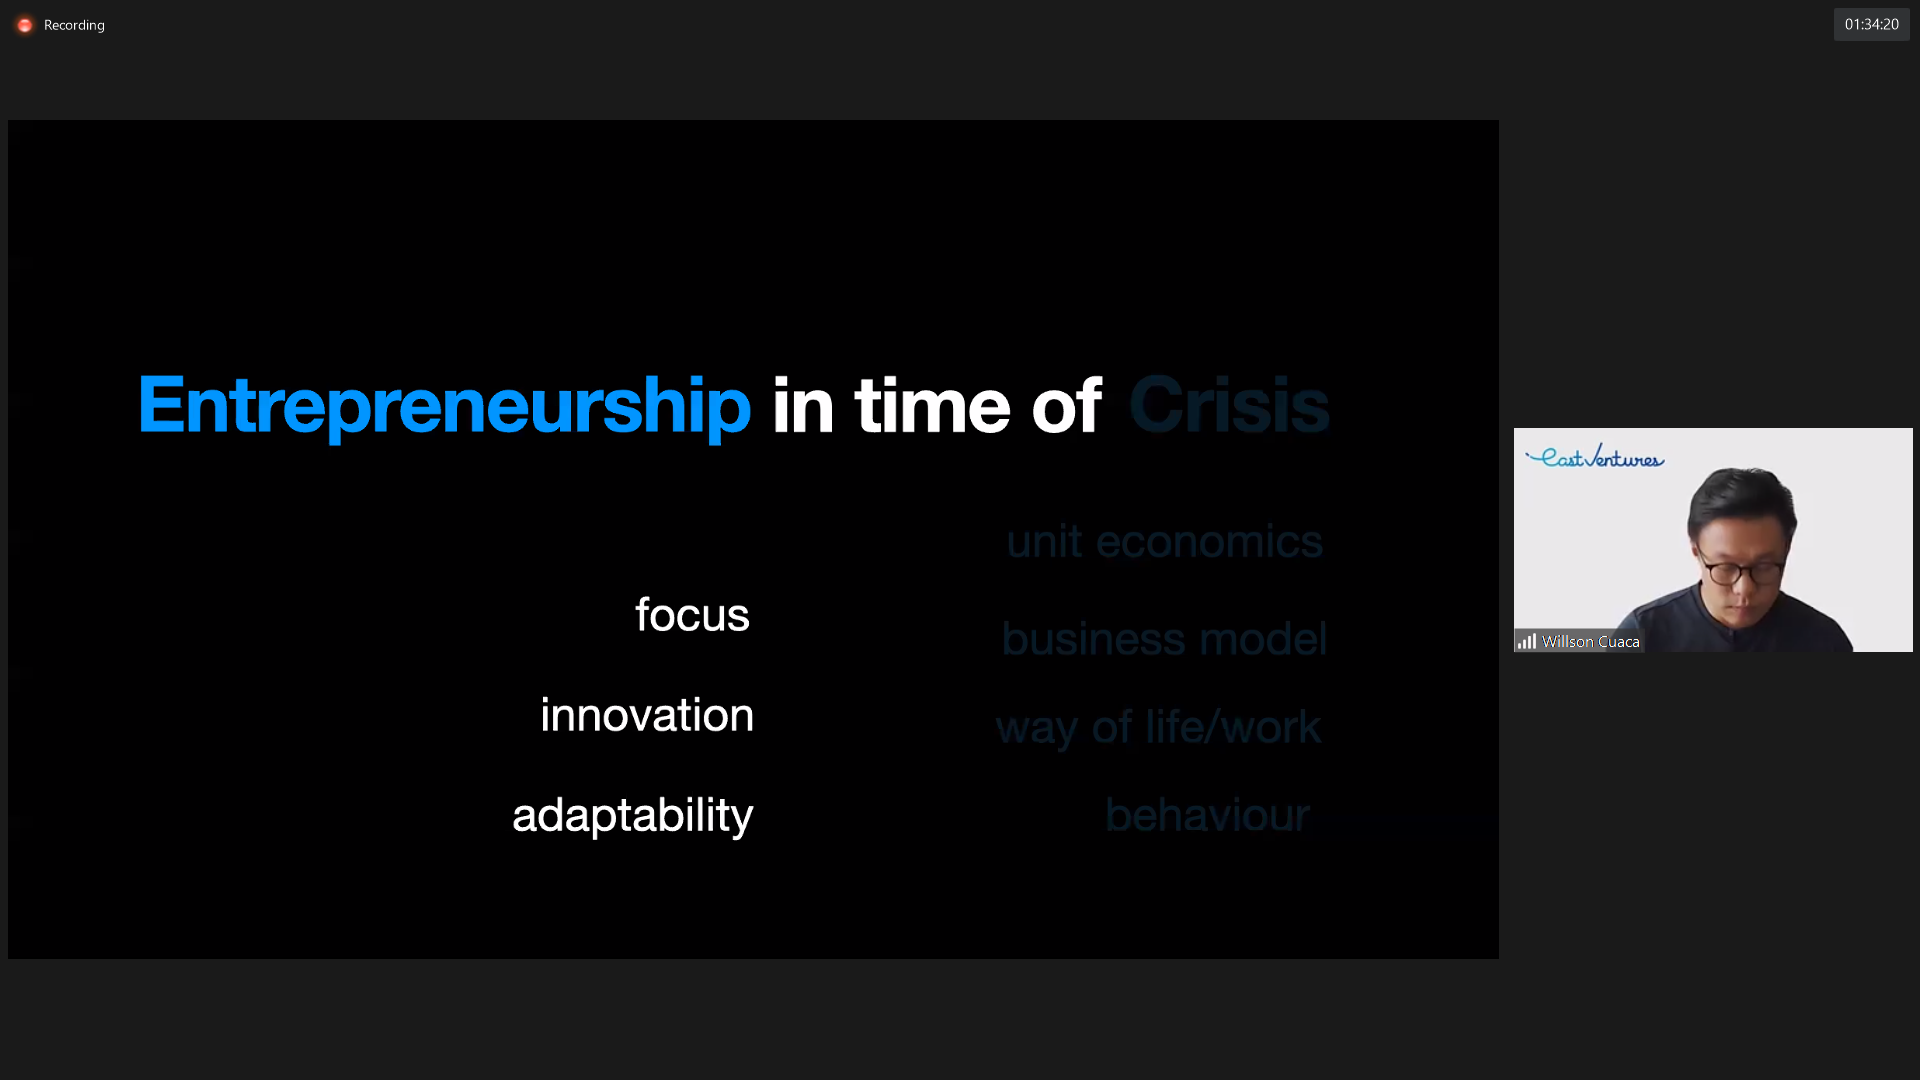 Recording
01:34:20
Entrepreneurship in time of Crisis
focus
innovation
adaptability
unit economics
business model
way of life/work
behaviour
East Ventures
Willson Cuaca